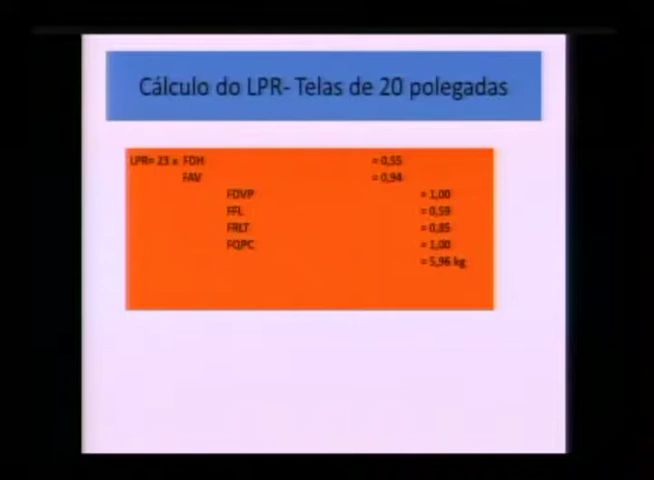 Cálculo do LPR- Telas de 20 polegadas
LPR= 23 x FDH = 0,55
FAV = 0,94
FDVP = 1,00
FFL = 0,59
FRLT = 0,85
FQPC = 1,00
= 5,96 kg